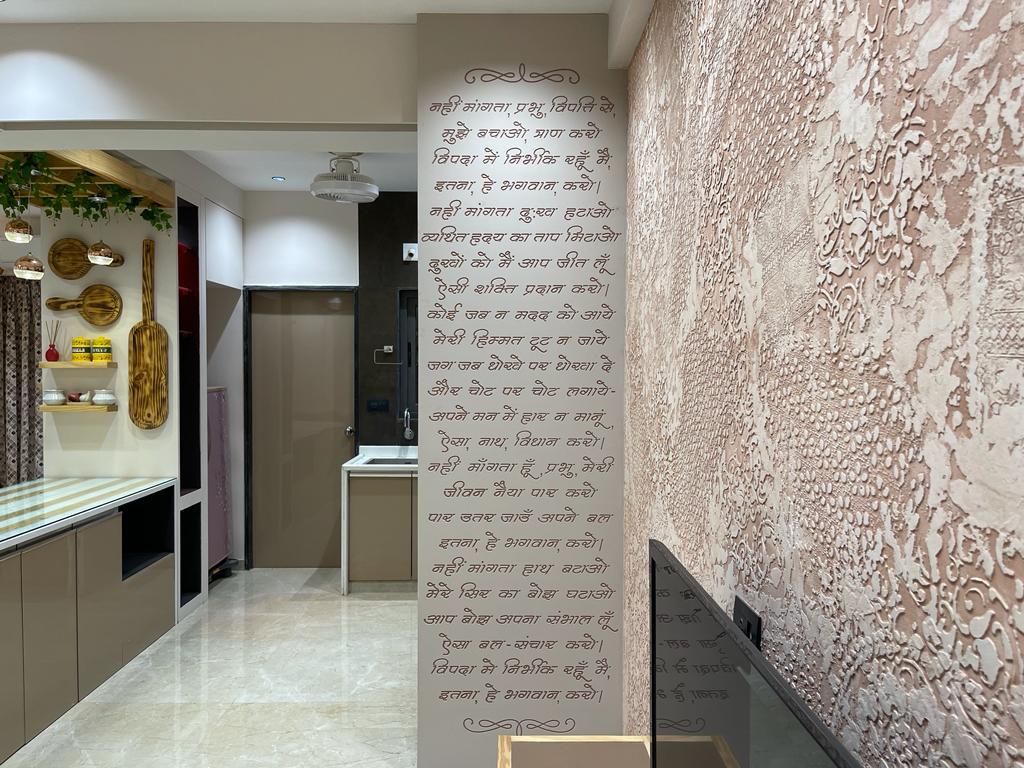 नही मांगता, प्रभु, विपति से,
मुझे बचाओ, त्राण करो
विपदा में निर्भीक रहूँ मै,
इतना, हे भगवान, करो।
नही मांगता दुःख हटाओ
व्यथित हृदय का ताप मिटाओ
दुखों को मैं आप जीत लूँ
ऐसी शक्ति प्रदान करो।
कोई जब न मदद को आये
मेरी हिम्मत टूट न जाये
जग जब धोखे पर धोखा दे
और चोट पर चोट लगाये-
अपने मन में हार न मानूं,
ऐसा, नाथ, विधान करो।
नही माँगता हूँ, प्रभु, मेरी
जीवन नैया पार करो
पार उतर जाऊँ अपने बल
इतना, हे भगवान, करो।
नही मांगता हाथ बटाओ
मेरे सिर का बोझ घटाओ
आप बोझ अपना संभाल लूँ
ऐसा बल-संचार करो।
विपदा मे निर्भीक रहूँ मै,
इतना, हे भगवान, करो।